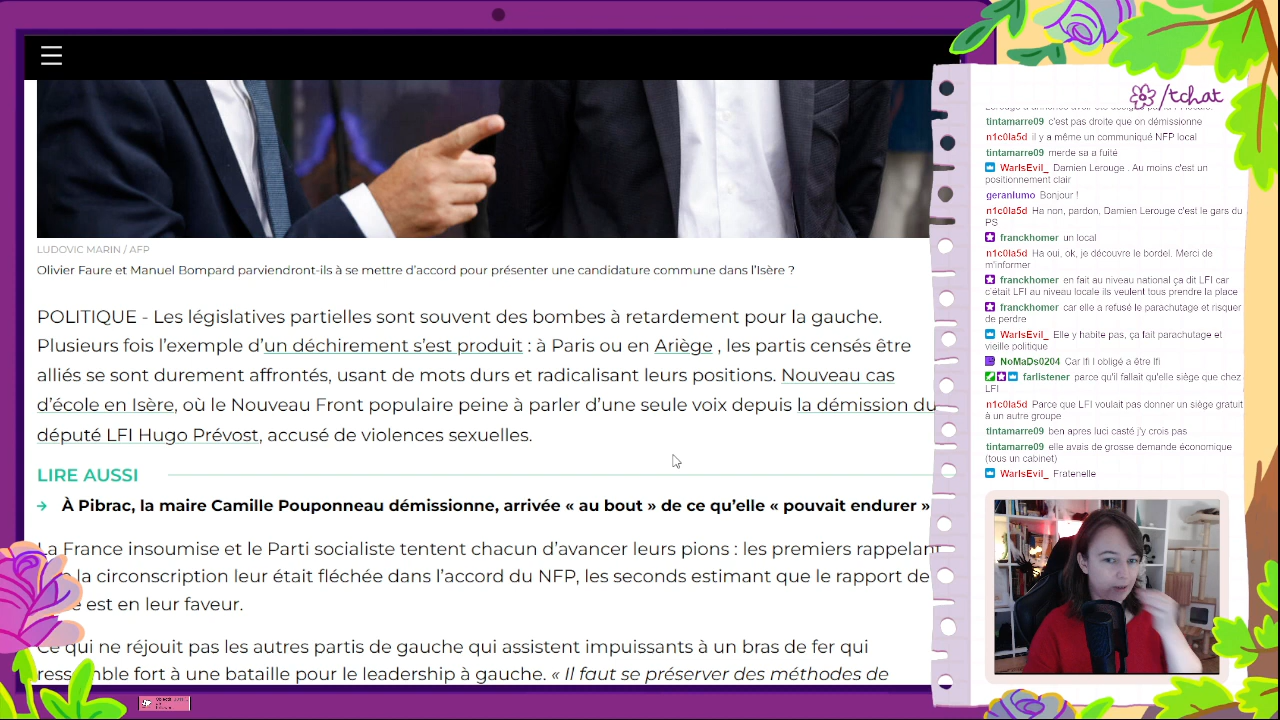 LUDOVIC MARIN / AFP
Olivier Faure et Manuel Bompard parviendront-ils à se mettre d'accord pour présenter une candidature commune dans l'Isère ?
POLITIQUE - Les législatives partielles sont souvent des bombes à retardement pour la gauche.
Plusieurs fois l'exemple d'un déchirement s'est produit : à Paris ou en Ariège, les partis censés être
alliés se sont durement affrontés, usant de mots durs et radicalisant leurs positions. Nouveau cas
d'école en Isère, où le Nouveau Front populaire peine à parler d'une seule voix depuis la démission du
député LFI Hugo Prévost, accusé de violences sexuelles.
LIRE AUSSI
→ À Pibrac, la maire Camille Pouponneau démissionne, arrivée « au bout » de ce qu'elle « pouvait endurer »
La France insoumise et le Parti socialiste tentent chacun d'avancer leurs pions : les premiers rappelant
la circonscription leur était fléchée dans l'accord du NFP, les seconds estimant que le rapport de
est en leur faveur.
Ce qui ne réjouit pas les autres partis de gauche qui assistent impuissants à un bras de fer qui
ressemble fort à une bataille pour le leadership à gauche. « Il faut se préserver des méthodes de
/tchat
tintamarre09 c'est pas droite que on démissionne
n1c0la5d il y a même un communiqué NFP local
tintamarre09 merde sa a fuité
WarIsEvil_ Damien Lerouge . Au moins c'est un
positionnement clair
geraniumo Bonjour !
n1c0la5d Ha non, pardon, Damien Lerouge c'est le gars du
PS
franckhomer un local
n1c0la5d Ha oui, ok, je découvre le bordel. Merci de
m'informer
franckhomer en fait au niveau national ça dit LFI car
c'était LFI au niveau locale ils veulent tous prendre la place
franckhomer car elle a refusé le parachutage et risquer
de perdre
WarIsEvil_ Elle y habite pas, ça fait parachutage et
vieille politique
NoMaDs0204 Car lfi l obligé a être lfi
farlistener parce qu'il fallait qu'elle siège que chez
LFI
n1c0la5d Parce que LFI voulait pas donner un siège gratuit
à un autre groupe
tintamarre09 ben apres luci casté j'y crois pas
tintamarre09 elle avais de grosse demande économique
(tous un cabinet)
WarIsEvil_ Fratenelle